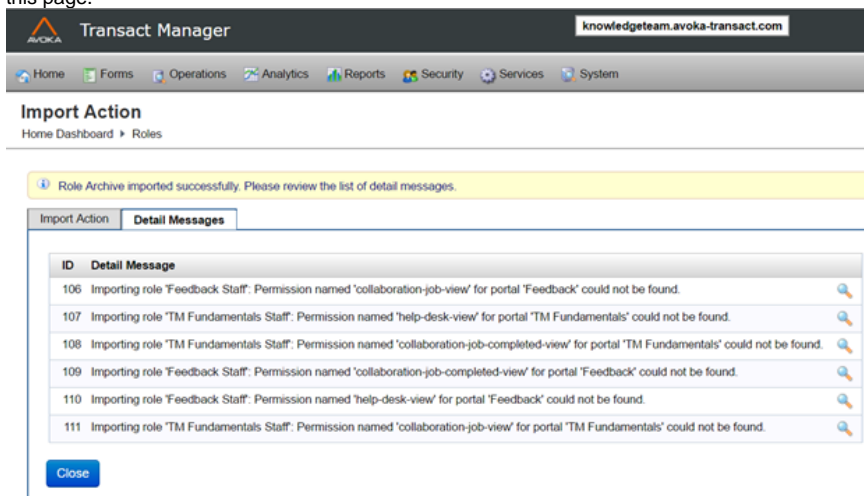 this page.
AVOKA Transact Manager knowledgeteam.avoka-transact.com
Home Forms Operations Analytics Reports Security Services System
Import Action
Home Dashboard ▸ Roles
Role Archive imported successfully. Please review the list of detail messages.
Import Action Detail Messages
ID Detail Message
106 Importing role 'Feedback Staff': Permission named 'collaboration-job-view' for portal 'Feedback' could not be found.
107 Importing role 'TM Fundamentals Staff': Permission named 'help-desk-view' for portal 'TM Fundamentals' could not be found.
108 Importing role 'TM Fundamentals Staff': Permission named 'collaboration-job-completed-view' for portal 'TM Fundamentals' could not be found.
109 Importing role 'Feedback Staff': Permission named 'collaboration-job-completed-view' for portal 'Feedback' could not be found.
110 Importing role 'Feedback Staff': Permission named 'help-desk-view' for portal 'Feedback' could not be found.
111 Importing role 'TM Fundamentals Staff': Permission named 'collaboration-job-view' for portal 'TM Fundamentals' could not be found.
Close